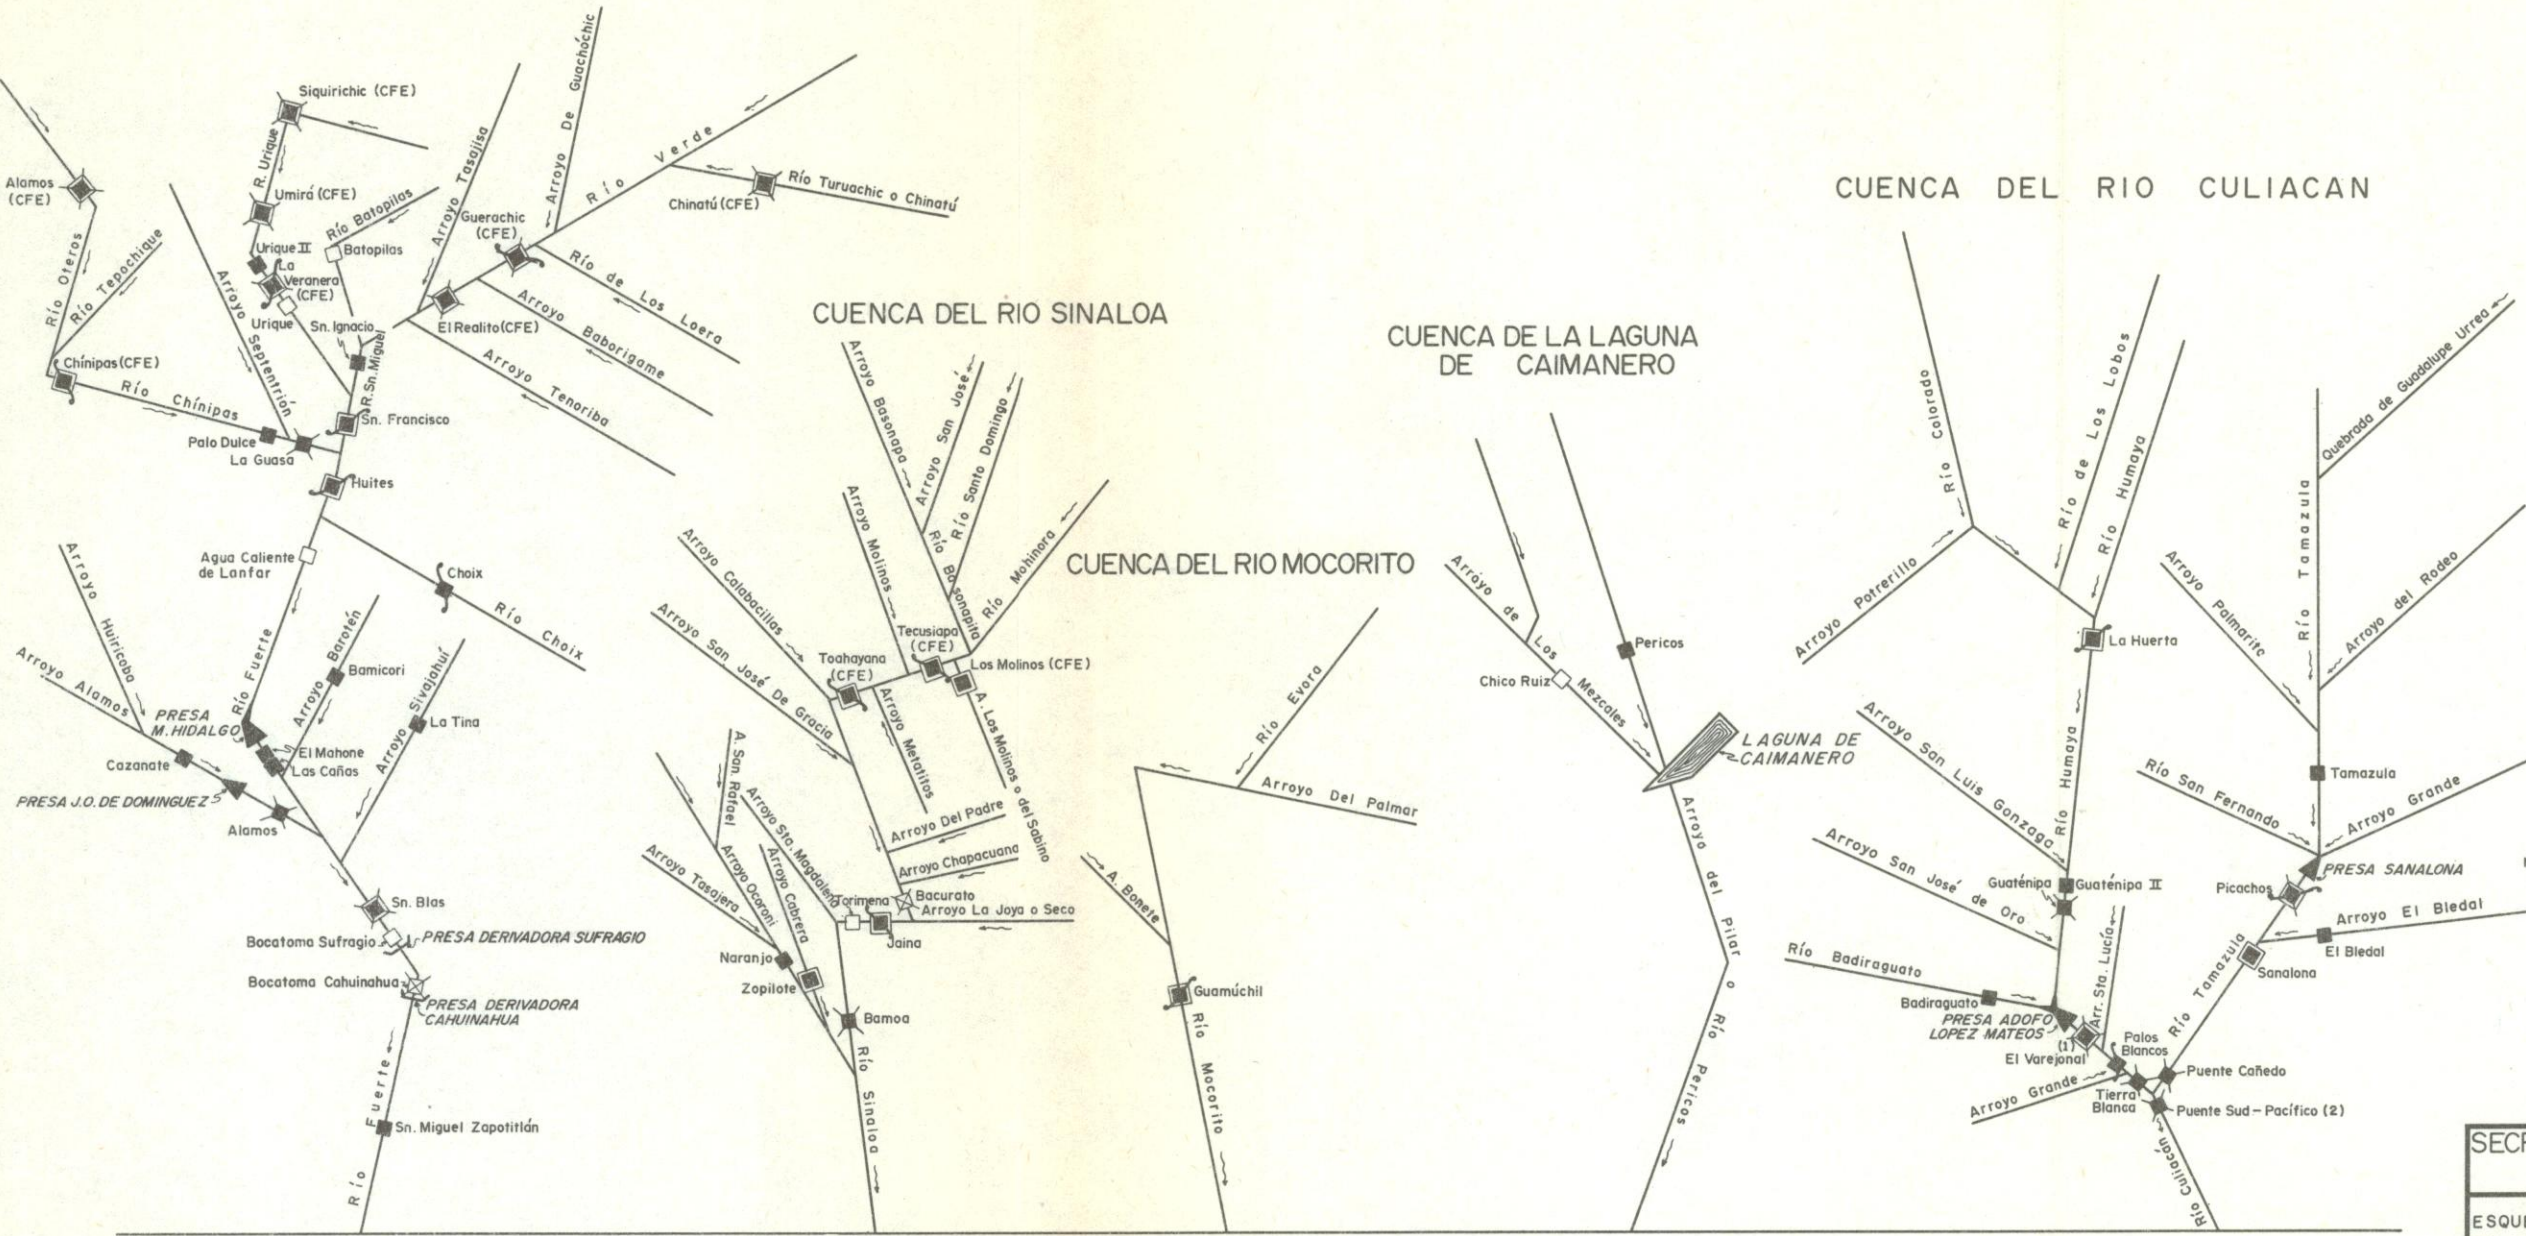 Siquirichic (CFE)
R. Urique
Umirá (CFE)
Alamos
(CFE)
Río Oteros
Río Tepochique
Chínipas (CFE)
Río Chínipas
Arroyo Septentrión
Urique II
La
Veranera
(CFE)
Urique
Río Batopilas
Batopilas
Sn. Ignacio
R. Sn. Miguel
Arroyo Tasajisa
Arroyo De Guachóchic
Río Verde
Guerachic
(CFE)
Chinatú (CFE)
Río Turuachic o Chinatú
El Realito (CFE)
Río de Los Loera
Arroyo Baborigame
Arroyo Tenoriba
Sn. Francisco
Palo Dulce
La Guasa
Huites
Agua Caliente
de Lanfar
Choix
Río Choix
Río Fuerte
Arroyo Huiricoba
Arroyo Alamos
PRESA
M. HIDALGO
Arroyo Barotén
Bamicori
Arroyo Sivajahuí
La Tina
El Mahone
Las Cañas
Cazanate
PRESA J.O. DE DOMINGUEZ
Alamos
Sn. Blas
Bocatoma Sufragio
PRESA DERIVADORA SUFRAGIO
Bocatoma Cahuinahua
PRESA DERIVADORA
CAHUINAHUA
Río Fuerte
Sn. Miguel Zapotitlán
CUENCA DEL RIO SINALOA
Arroyo Basonapa
Arroyo San José
Río Santo Domingo
Río Basonapita
Río Mohinora
Arroyo Molinos
Arroyo Calabacillas
Arroyo San José De Gracia
Tecusiapa
(CFE)
Toahayana
(CFE)
Los Molinos (CFE)
A. Los Molinos o del Sabino
Arroyo Metatitos
Arroyo Del Padre
Arroyo Chapacuana
Bacurato
Arroyo La Joya o Seco
Torimena
Jaina
A. San. Rafael
Arroyo Sta. Magdalena
Arroyo Ocoroni
Arroyo Cabrera
Arroyo Tasajera
Naranjo
Zopilote
Bamoa
Río Sinaloa
CUENCA DEL RIO MOCORITO
Río Evora
Arroyo Del Palmar
A. Bonete
Guamúchil
Río Mocorito
CUENCA DE LA LAGUNA
DE CAIMANERO
Arroyo de Los Mezcales
Pericos
Chico Ruiz
LAGUNA DE
CAIMANERO
Arroyo del Pilar o Río Pericos
CUENCA DEL RIO CULIACAN
Río Colorado
Río de Los Lobos
Río Humaya
Arroyo Potrerillo
La Huerta
Río Humaya
Arroyo San Luis Gonzaga
Arroyo San José de Oro
Guaténipa
Guaténipa II
Río Badiraguato
Badiraguato
PRESA ADOFO
LOPEZ MATEOS
(1)
El Varejonal
Arr. Sta. Lucía
Palos
Blancos
Arroyo Grande
Tierra
Blanca
Puente Cañedo
Puente Sud-Pacífico (2)
Río Culiacán
Quebrada de Guadalupe Urrea
Río Tamazula
Arroyo Palmarito
Arroyo del Rodeo
Tamazula
Río San Fernando
Arroyo Grande
PRESA SANALONA
Picachos
Arroyo El Bledal
El Bledal
Sanalona
Río Tamazula
SECR
ESQUE